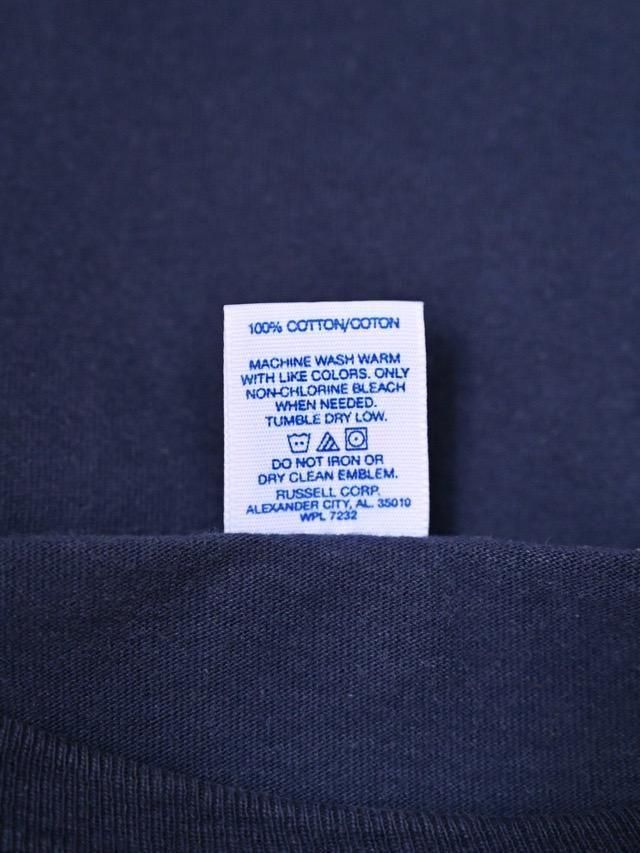 100% COTTON/COTON
MACHINE WASH WARM
WITH LIKE COLORS. ONLY
NON-CHLORINE BLEACH
WHEN NEEDED.
TUMBLE DRY LOW.
DO NOT IRON OR
DRY CLEAN EMBLEM.
RUSSELL CORP.
ALEXANDER CITY, AL. 35010
WPL 7232